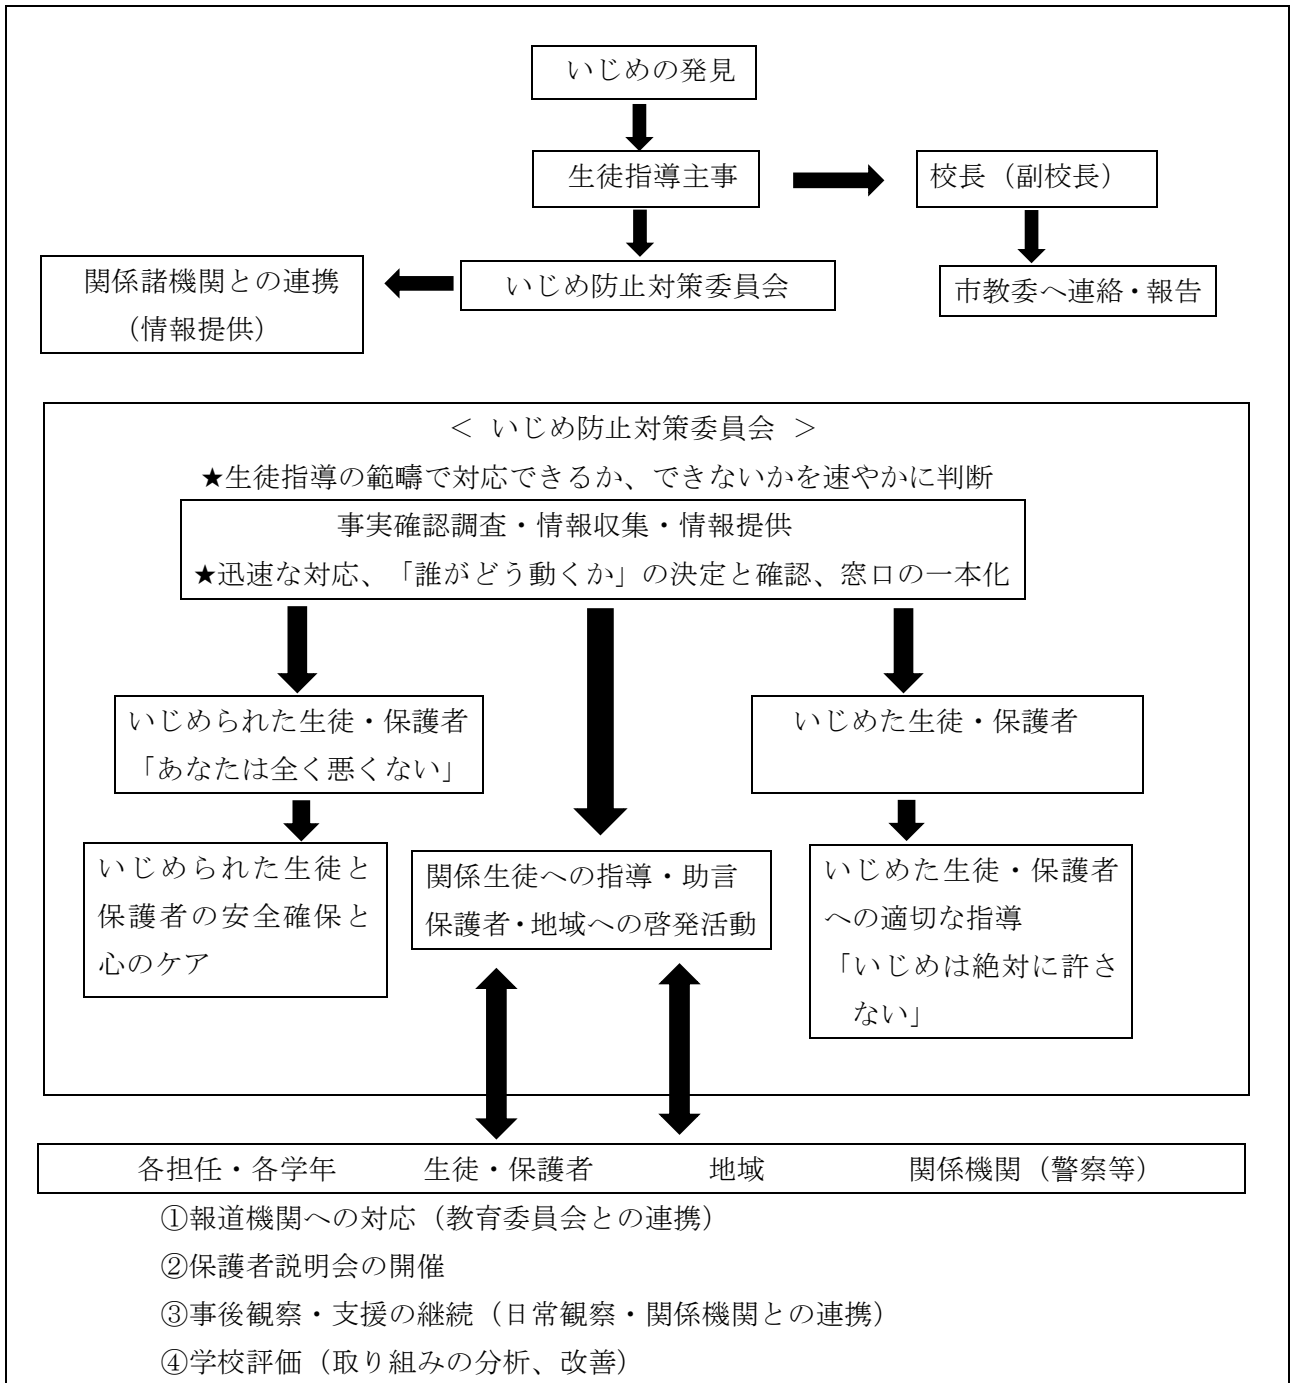 いじめの発見
生徒指導主事
校長（副校長）
関係諸機関との連携
（情報提供）
いじめ防止対策委員会
市教委へ連絡・報告
＜ いじめ防止対策委員会 ＞
★生徒指導の範疇で対応できるか、できないかを速やかに判断
事実確認調査・情報収集・情報提供
★迅速な対応、「誰がどう動くか」の決定と確認、窓口の一本化
いじめられた生徒・保護者
「あなたは全く悪くない」
いじめた生徒・保護者
いじめられた生徒と
保護者の安全確保と
心のケア
関係生徒への指導・助言
保護者・地域への啓発活動
いじめた生徒・保護者
への適切な指導
「いじめは絶対に許さ
ない」
各担任・各学年 生徒・保護者 地域 関係機関（警察等）
①報道機関への対応（教育委員会との連携）
②保護者説明会の開催
③事後観察・支援の継続（日常観察・関係機関との連携）
④学校評価（取り組みの分析、改善）